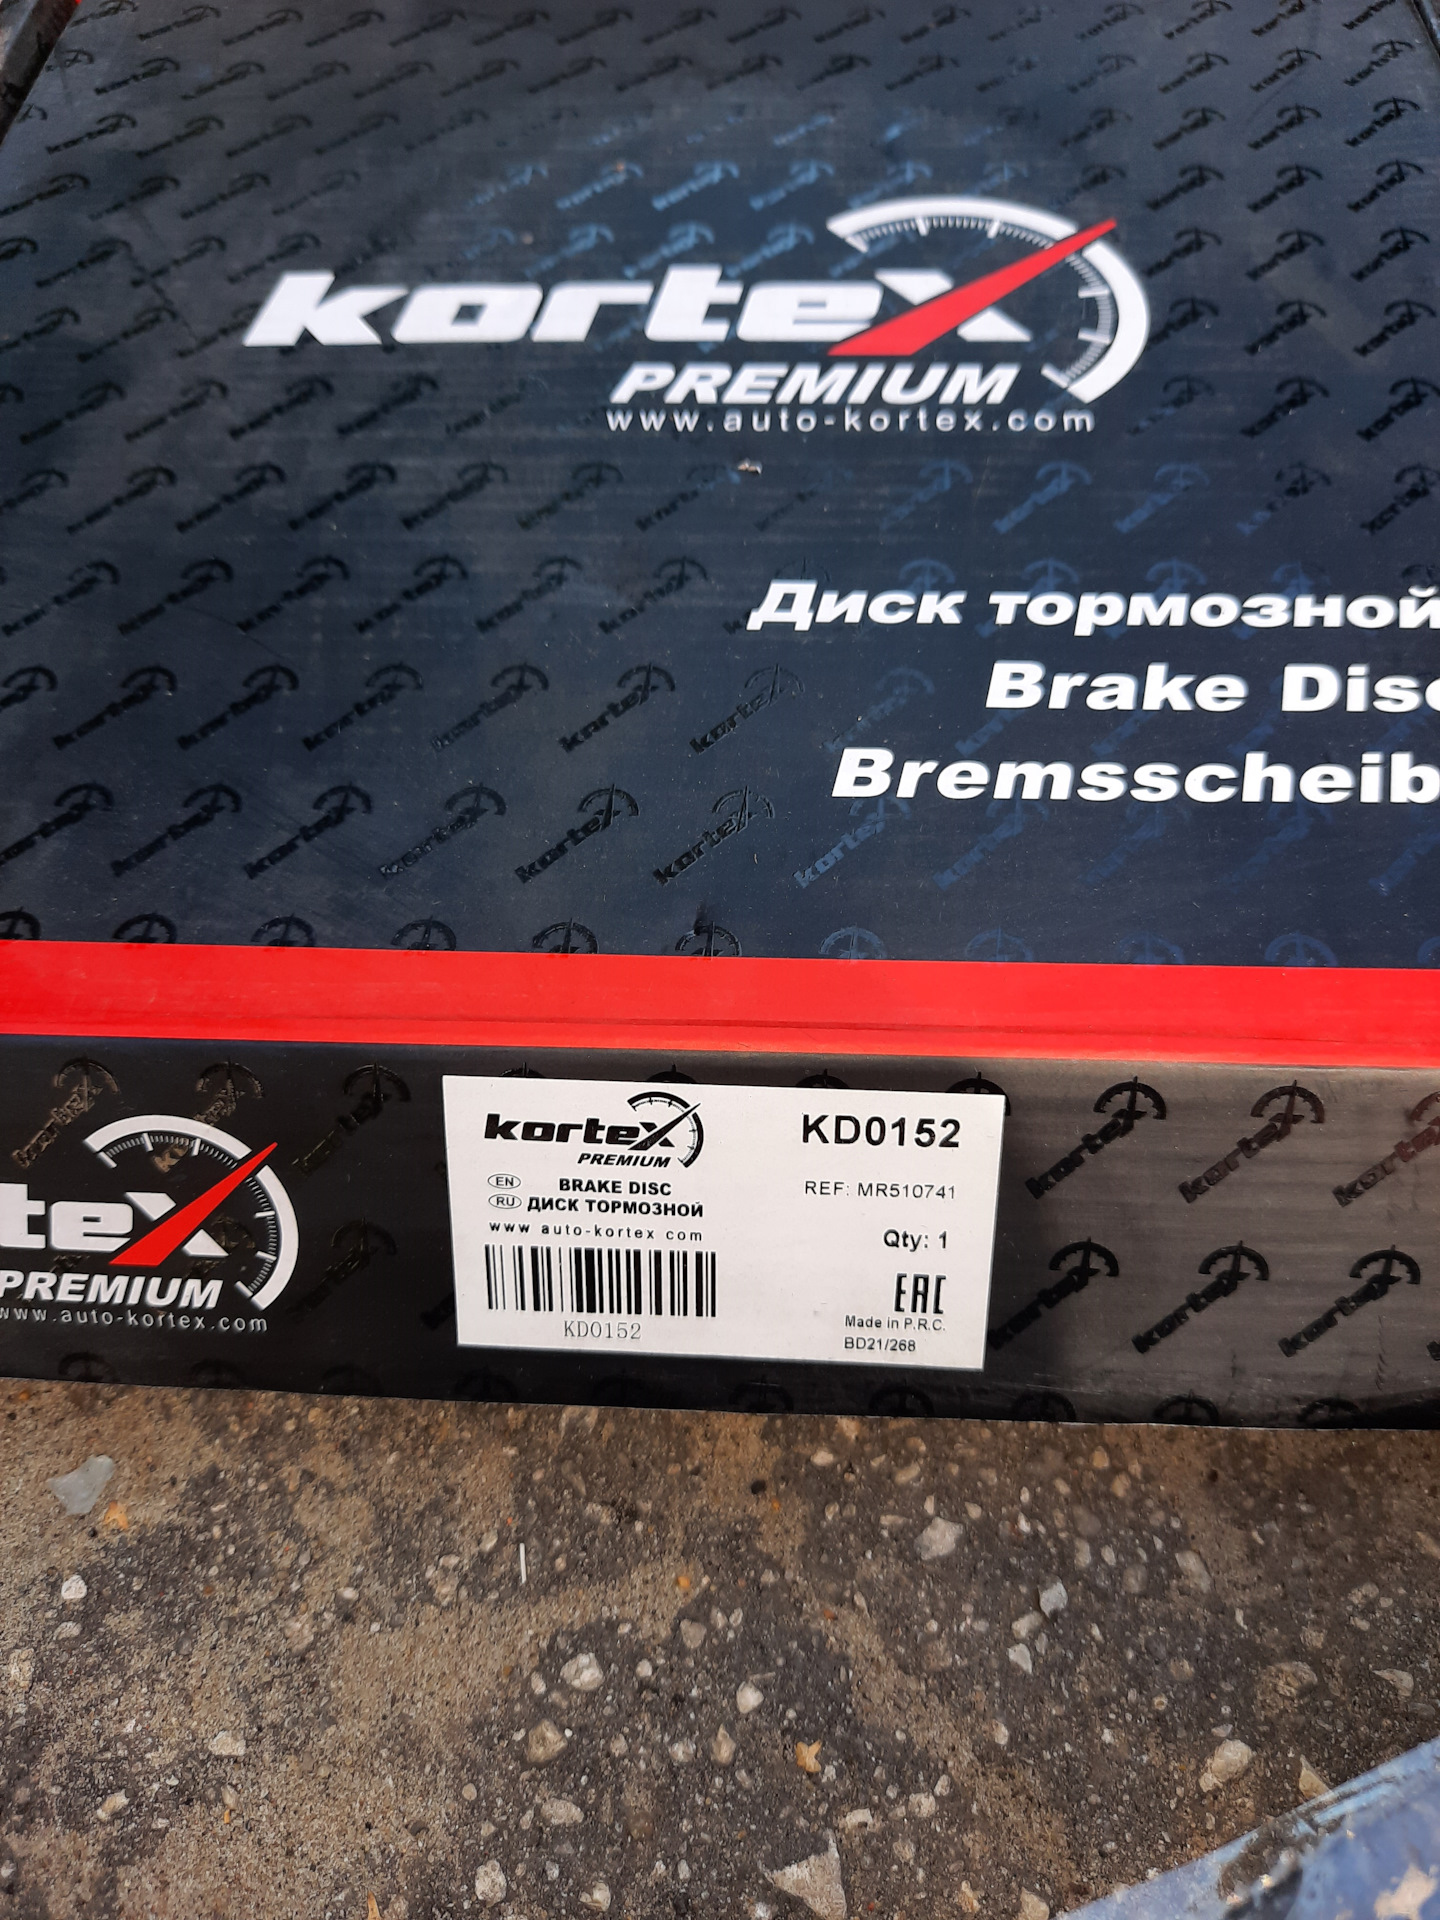 kortex
PREMIUM
www.auto-kortex.com
Диск тормозной
Brake Disc
Bremsscheib
kortex
PREMIUM
KD0152
EN BRAKE DISC
RU ДИСК ТОРМОЗНОЙ
www auto-kortex com
REF: MR510741
Qty: 1
EAC
Made in P.R.C.
BD21/268
KD0152
tex
PREMIUM
www.auto-kortex.com